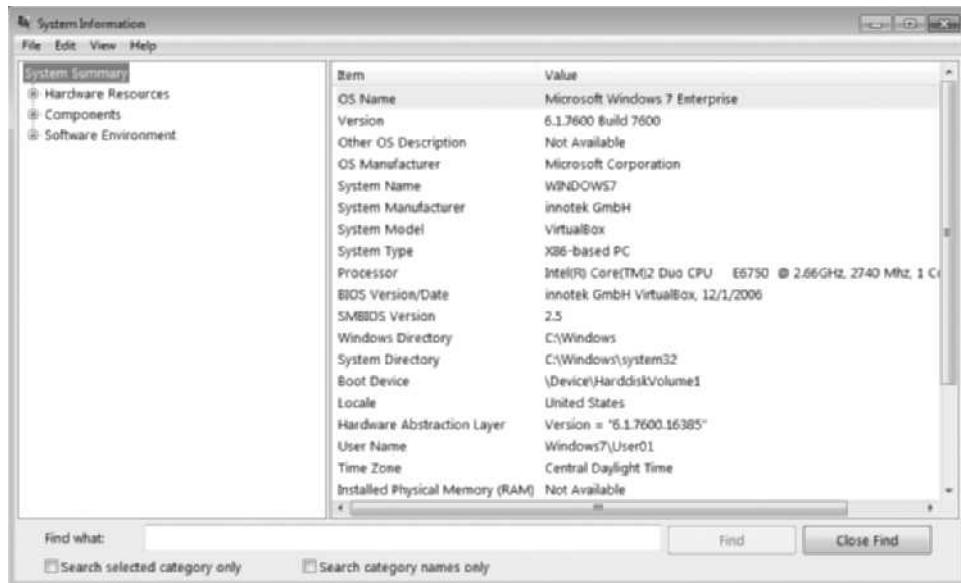 System Information
File Edit View Help
System Summary
Hardware Resources
Components
Software Environment
Item Value
OS Name Microsoft Windows 7 Enterprise
Version 6.1.7600 Build 7600
Other OS Description Not Available
OS Manufacturer Microsoft Corporation
System Name WINDOWS7
System Manufacturer innotek GmbH
System Model VirtualBox
System Type X86-based PC
Processor Intel(R) Core(TM)2 Duo CPU E6750 @ 2.66GHz, 2740 Mhz, 1 Co
BIOS Version/Date innotek GmbH VirtualBox, 12/1/2006
SMBIOS Version 2.5
Windows Directory C:\Windows
System Directory C:\Windows\system32
Boot Device \Device\HarddiskVolume1
Locale United States
Hardware Abstraction Layer Version = "6.1.7600.16385"
User Name Windows7\User01
Time Zone Central Daylight Time
Installed Physical Memory (RAM) Not Available
Find what: Find Close Find
Search selected category only Search category names only